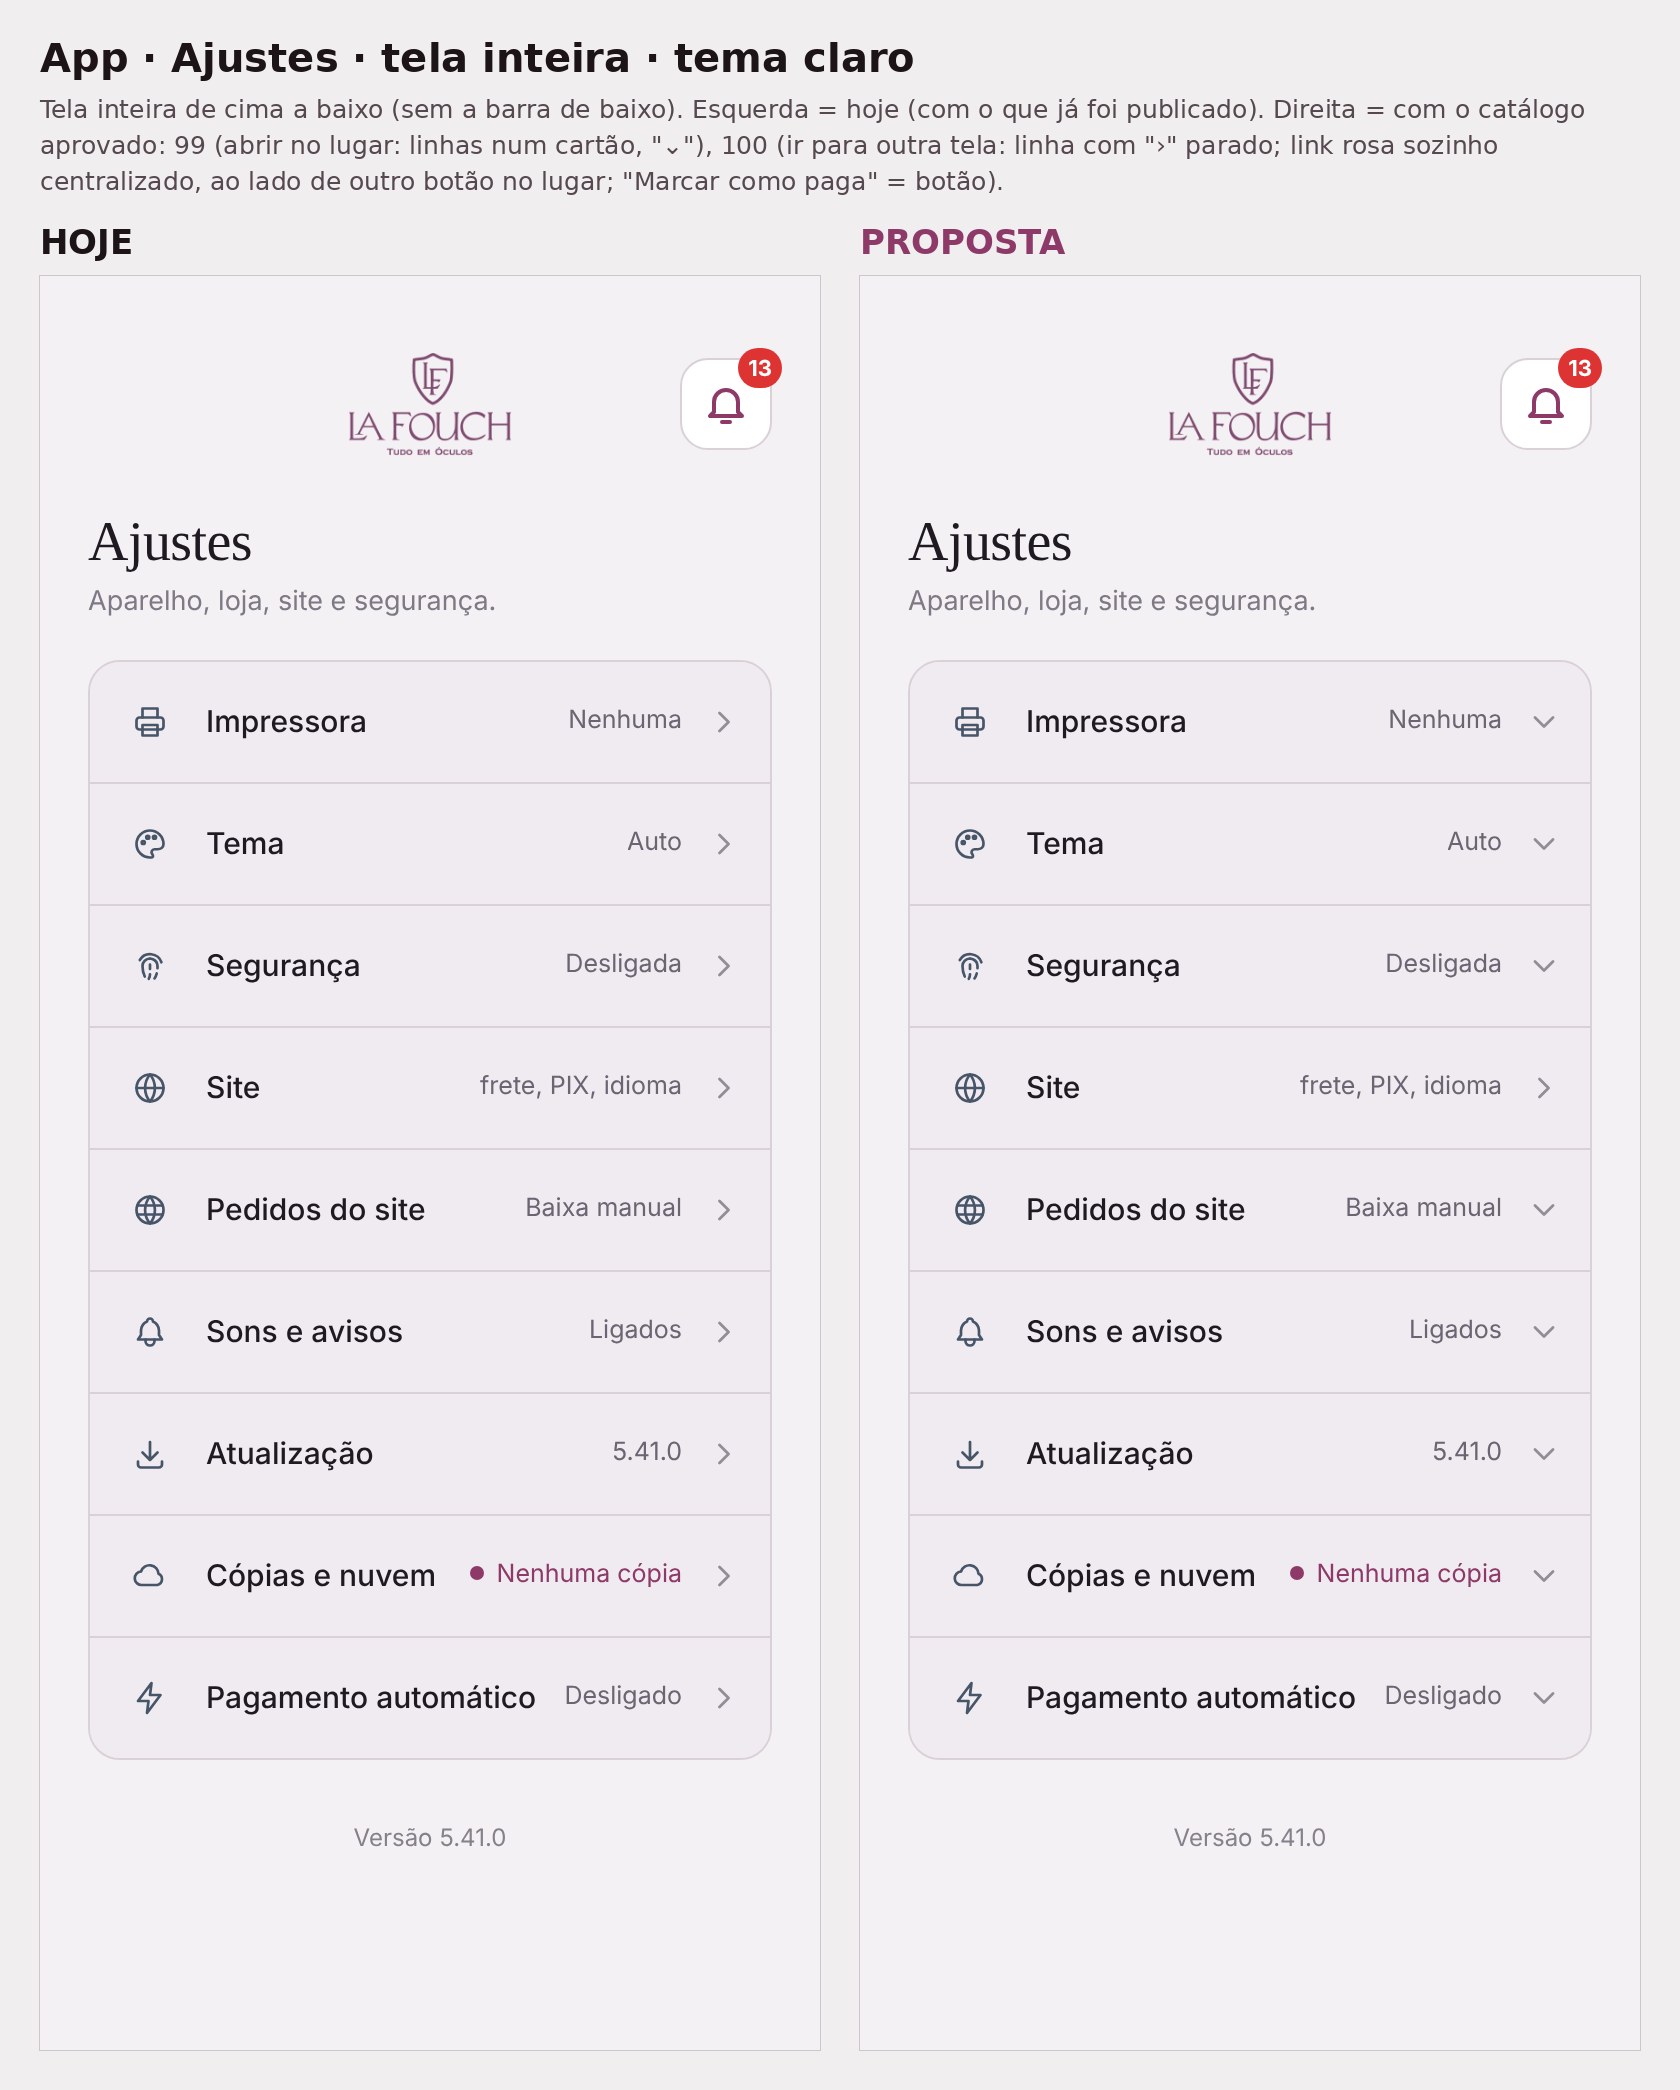 App · Ajustes · tela inteira · tema claro
Tela inteira de cima a baixo (sem a barra de baixo). Esquerda = hoje (com o que já foi publicado). Direita = com o catálogo
aprovado: 99 (abrir no lugar: linhas num cartão, "⌄"), 100 (ir para outra tela: linha com "›" parado; link rosa sozinho
centralizado, ao lado de outro botão no lugar; "Marcar como paga" = botão).
HOJE
13
LF
LA FOUCH
TUDO EM ÓCULOS
Ajustes
Aparelho, loja, site e segurança.
Impressora Nenhuma
Tema Auto
Segurança Desligada
Site frete, PIX, idioma
Pedidos do site Baixa manual
Sons e avisos Ligados
Atualização 5.41.0
Cópias e nuvem • Nenhuma cópia
Pagamento automático Desligado
Versão 5.41.0
PROPOSTA
13
LF
LA FOUCH
TUDO EM ÓCULOS
Ajustes
Aparelho, loja, site e segurança.
Impressora Nenhuma
Tema Auto
Segurança Desligada
Site frete, PIX, idioma
Pedidos do site Baixa manual
Sons e avisos Ligados
Atualização 5.41.0
Cópias e nuvem • Nenhuma cópia
Pagamento automático Desligado
Versão 5.41.0